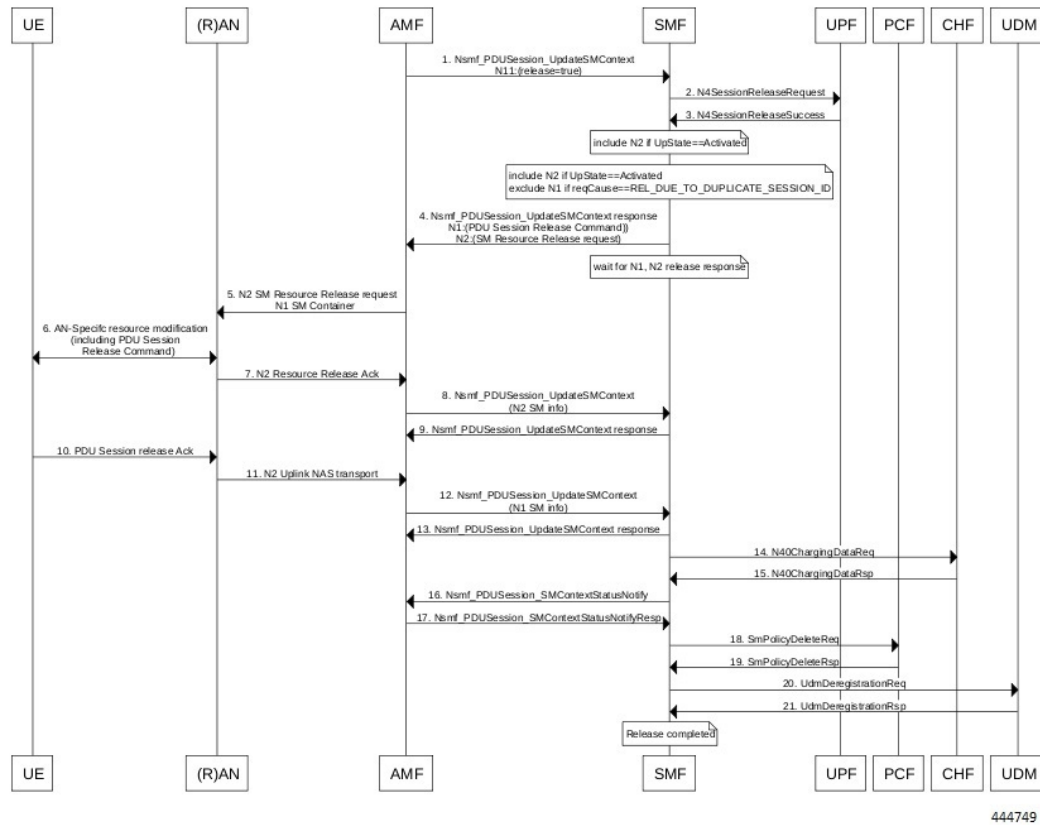 UE
(R)AN
AMF
SMF
UPF
PCF
CHF
UDM
1. Nsmf_PDUSession_UpdateSMContext
N11:(release=true)
2. N4SessionReleaseRequest
3. N4SessionReleaseSuccess
include N2 if UpState==Activated
include N2 if UpState==Activated
exclude N1 if reqCause==REL_DUE_TO_DUPLICATE_SESSION_ID
4. Nsmf_PDUSession_UpdateSMContext response
N1:(PDU Session Release Command))
N2:(SM Resource Release request)
wait for N1, N2 release response
5. N2 SM Resource Release request
N1 SM Container
6. AN-Specifc resource modification
(including PDU Session
Release Command)
7. N2 Resource Release Ack
8. Nsmf_PDUSession_UpdateSMContext
(N2 SM info)
9. Nsmf_PDUSession_UpdateSMContext response
10. PDU Session release Ack
11. N2 Uplink NAS transport
12. Nsmf_PDUSession_UpdateSMContext
(N1 SM info)
13. Nsmf_PDUSession_UpdateSMContext response
14. N40ChargingDataReq
15. N40ChargingDataRsp
16. Nsmf_PDUSession_SMContextStatusNotify
17. Nsmf_PDUSession_SMContextStatusNotifyResp
18. SmPolicyDeleteReq
19. SmPolicyDeleteRsp
20. UdmDeregistrationReq
21. UdmDeregistrationRsp
Release completed
UE
(R)AN
AMF
SMF
UPF
PCF
CHF
UDM
444749